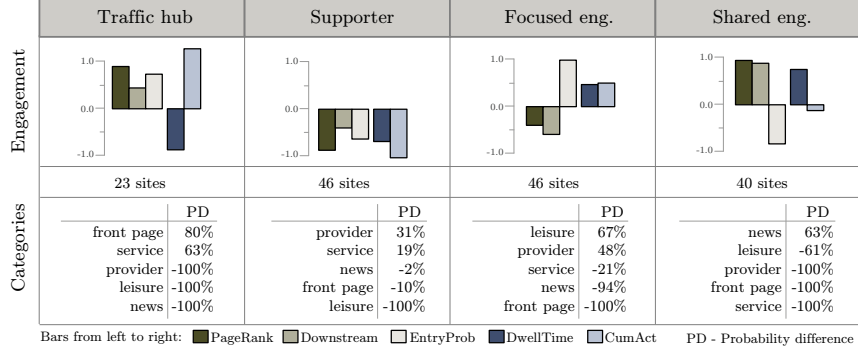 Traffic hub Supporter Focused eng. Shared eng.
Engagement
1.0 0.0 -1.0
1.0 0.0 -1.0
1.0 0.0 -1.0
1.0 0.0 -1.0
23 sites 46 sites 46 sites 40 sites
Categories
PD
front page 80%
service 63%
provider -100%
leisure -100%
news -100%
PD
provider 31%
service 19%
news -2%
front page -10%
leisure -100%
PD
leisure 67%
provider 48%
service -21%
news -94%
front page -100%
PD
news 63%
leisure -61%
provider -100%
front page -100%
service -100%
Bars from left to right: PageRank Downstream EntryProb DwellTime CumAct PD - Probability difference